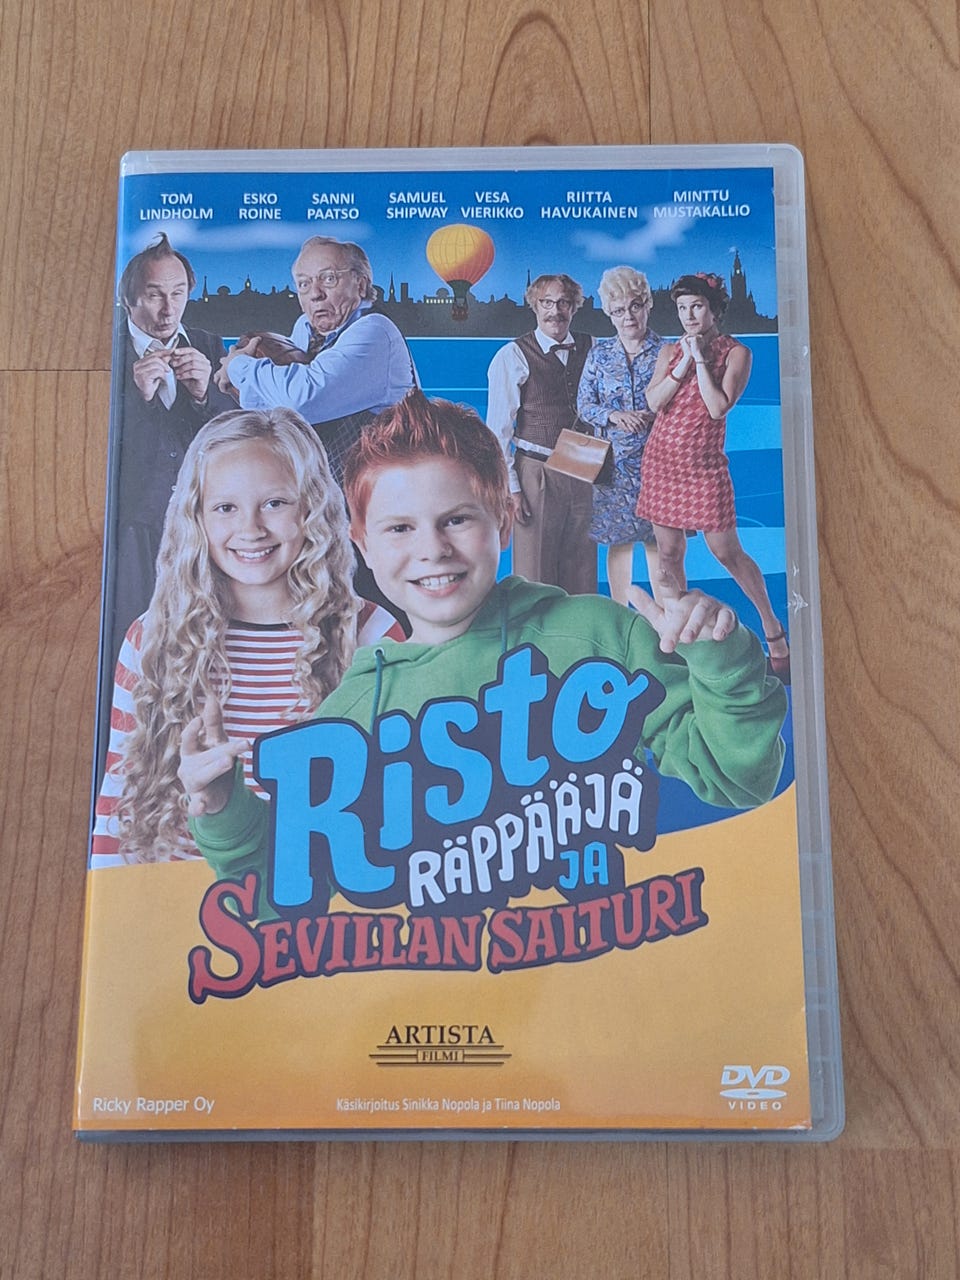 TOM LINDHOLM
ESKO ROINE
SANNI PAATSO
SAMUEL SHIPWAY
VESA VIERIKKO
RIITTA HAVUKAINEN
MINTTU MUSTAKALLIO
Risto
RÄPPÄÄJÄ
JA
SEVILLAN SAITURI
ARTISTA
FILMI
Ricky Rapper Oy
Käsikirjoitus Sinikka Nopola ja Tiina Nopola
DVD
VIDEO